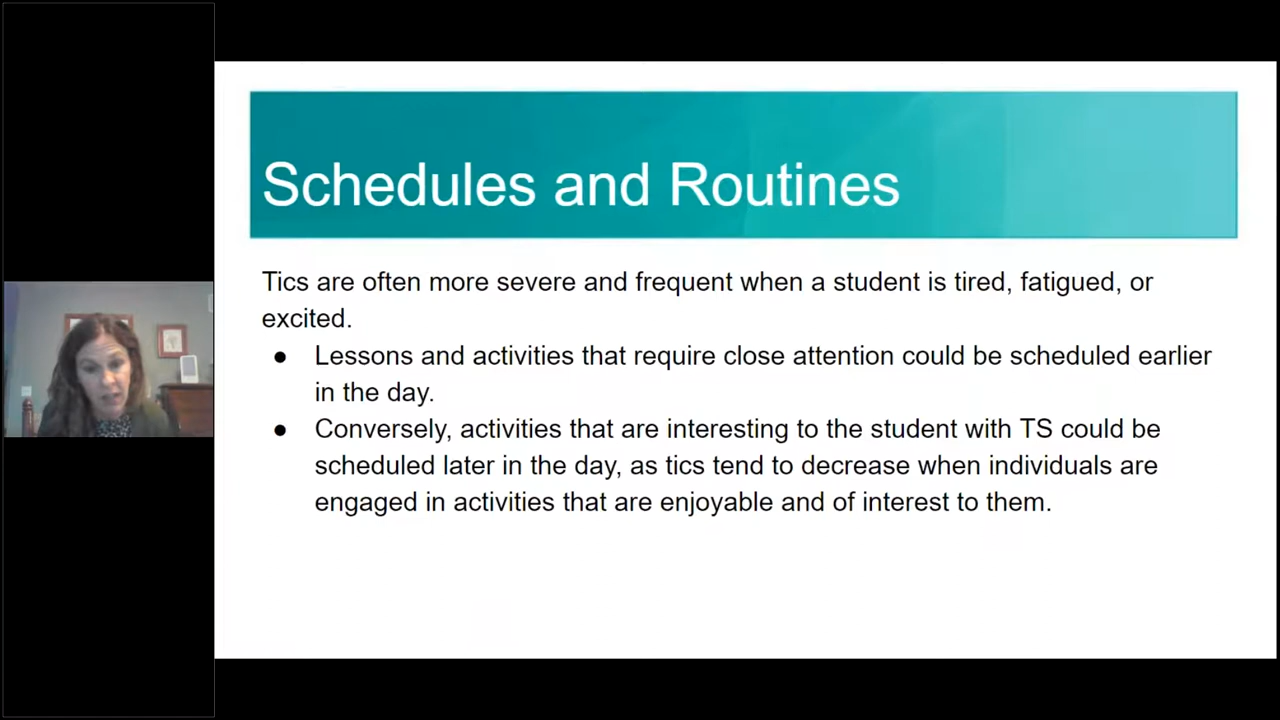 Schedules and Routines
Tics are often more severe and frequent when a student is tired, fatigued, or
excited.
● Lessons and activities that require close attention could be scheduled earlier
in the day.
● Conversely, activities that are interesting to the student with TS could be
scheduled later in the day, as tics tend to decrease when individuals are
engaged in activities that are enjoyable and of interest to them.